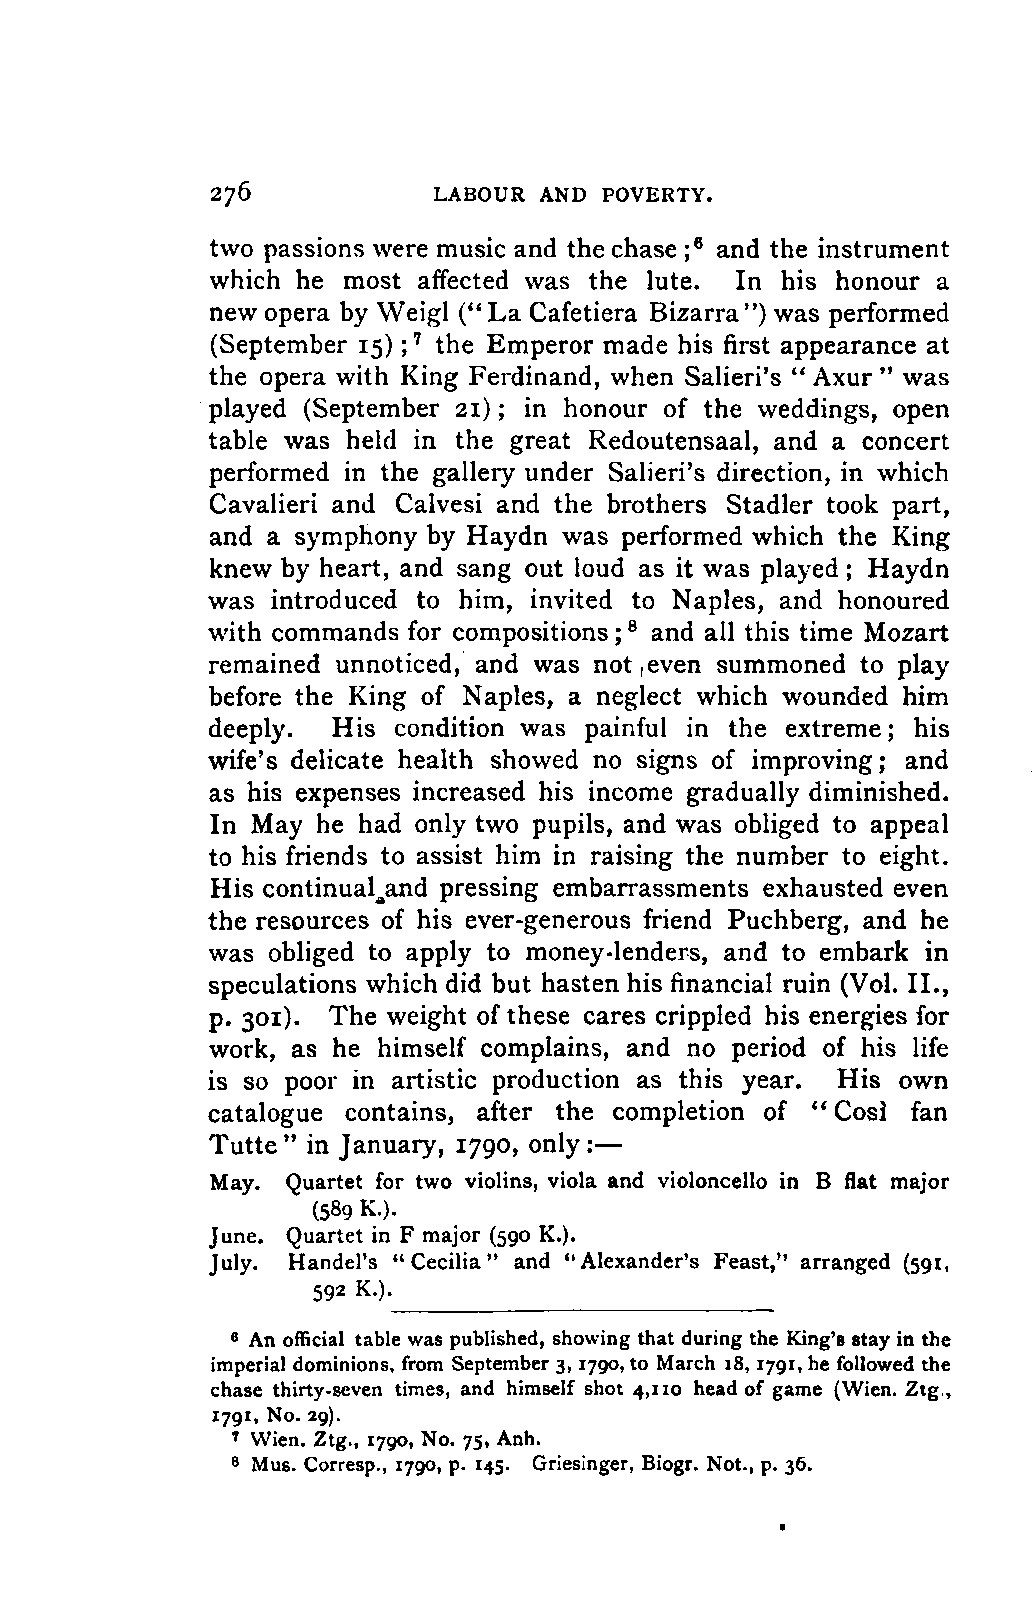 276 LABOUR AND POVERTY.
two passions were music and the chase ;⁶ and the instrument
which he most affected was the lute. In his honour a
new opera by Weigl (“ La Cafetiera Bizarra ”) was performed
(September 15) ;⁷ the Emperor made his first appearance at
the opera with King Ferdinand, when Salieri’s “ Axur ” was
played (September 21) ; in honour of the weddings, open
table was held in the great Redoutensaal, and a concert
performed in the gallery under Salieri’s direction, in which
Cavalieri and Calvesi and the brothers Stadler took part,
and a symphony by Haydn was performed which the King
knew by heart, and sang out loud as it was played ; Haydn
was introduced to him, invited to Naples, and honoured
with commands for compositions ;⁸ and all this time Mozart
remained unnoticed, and was not even summoned to play
before the King of Naples, a neglect which wounded him
deeply. His condition was painful in the extreme ; his
wife’s delicate health showed no signs of improving ; and
as his expenses increased his income gradually diminished.
In May he had only two pupils, and was obliged to appeal
to his friends to assist him in raising the number to eight.
His continual and pressing embarrassments exhausted even
the resources of his ever-generous friend Puchberg, and he
was obliged to apply to money-lenders, and to embark in
speculations which did but hasten his financial ruin (Vol. II.,
p. 301). The weight of these cares crippled his energies for
work, as he himself complains, and no period of his life
is so poor in artistic production as this year. His own
catalogue contains, after the completion of “ Così fan
Tutte ” in January, 1790, only :—
May. Quartet for two violins, viola and violoncello in B flat major
(589 K.).
June. Quartet in F major (590 K.).
July. Handel’s “ Cecilia ” and “ Alexander’s Feast,” arranged (591,
592 K.).
⁶ An official table was published, showing that during the King’s stay in the
imperial dominions, from September 3, 1790, to March 18, 1791, he followed the
chase thirty-seven times, and himself shot 4,110 head of game (Wien. Ztg.,
1791, No. 29).
⁷ Wien. Ztg., 1790, No. 75, Anh.
⁸ Mus. Corresp., 1790, p. 145. Griesinger, Biogr. Not., p. 36.